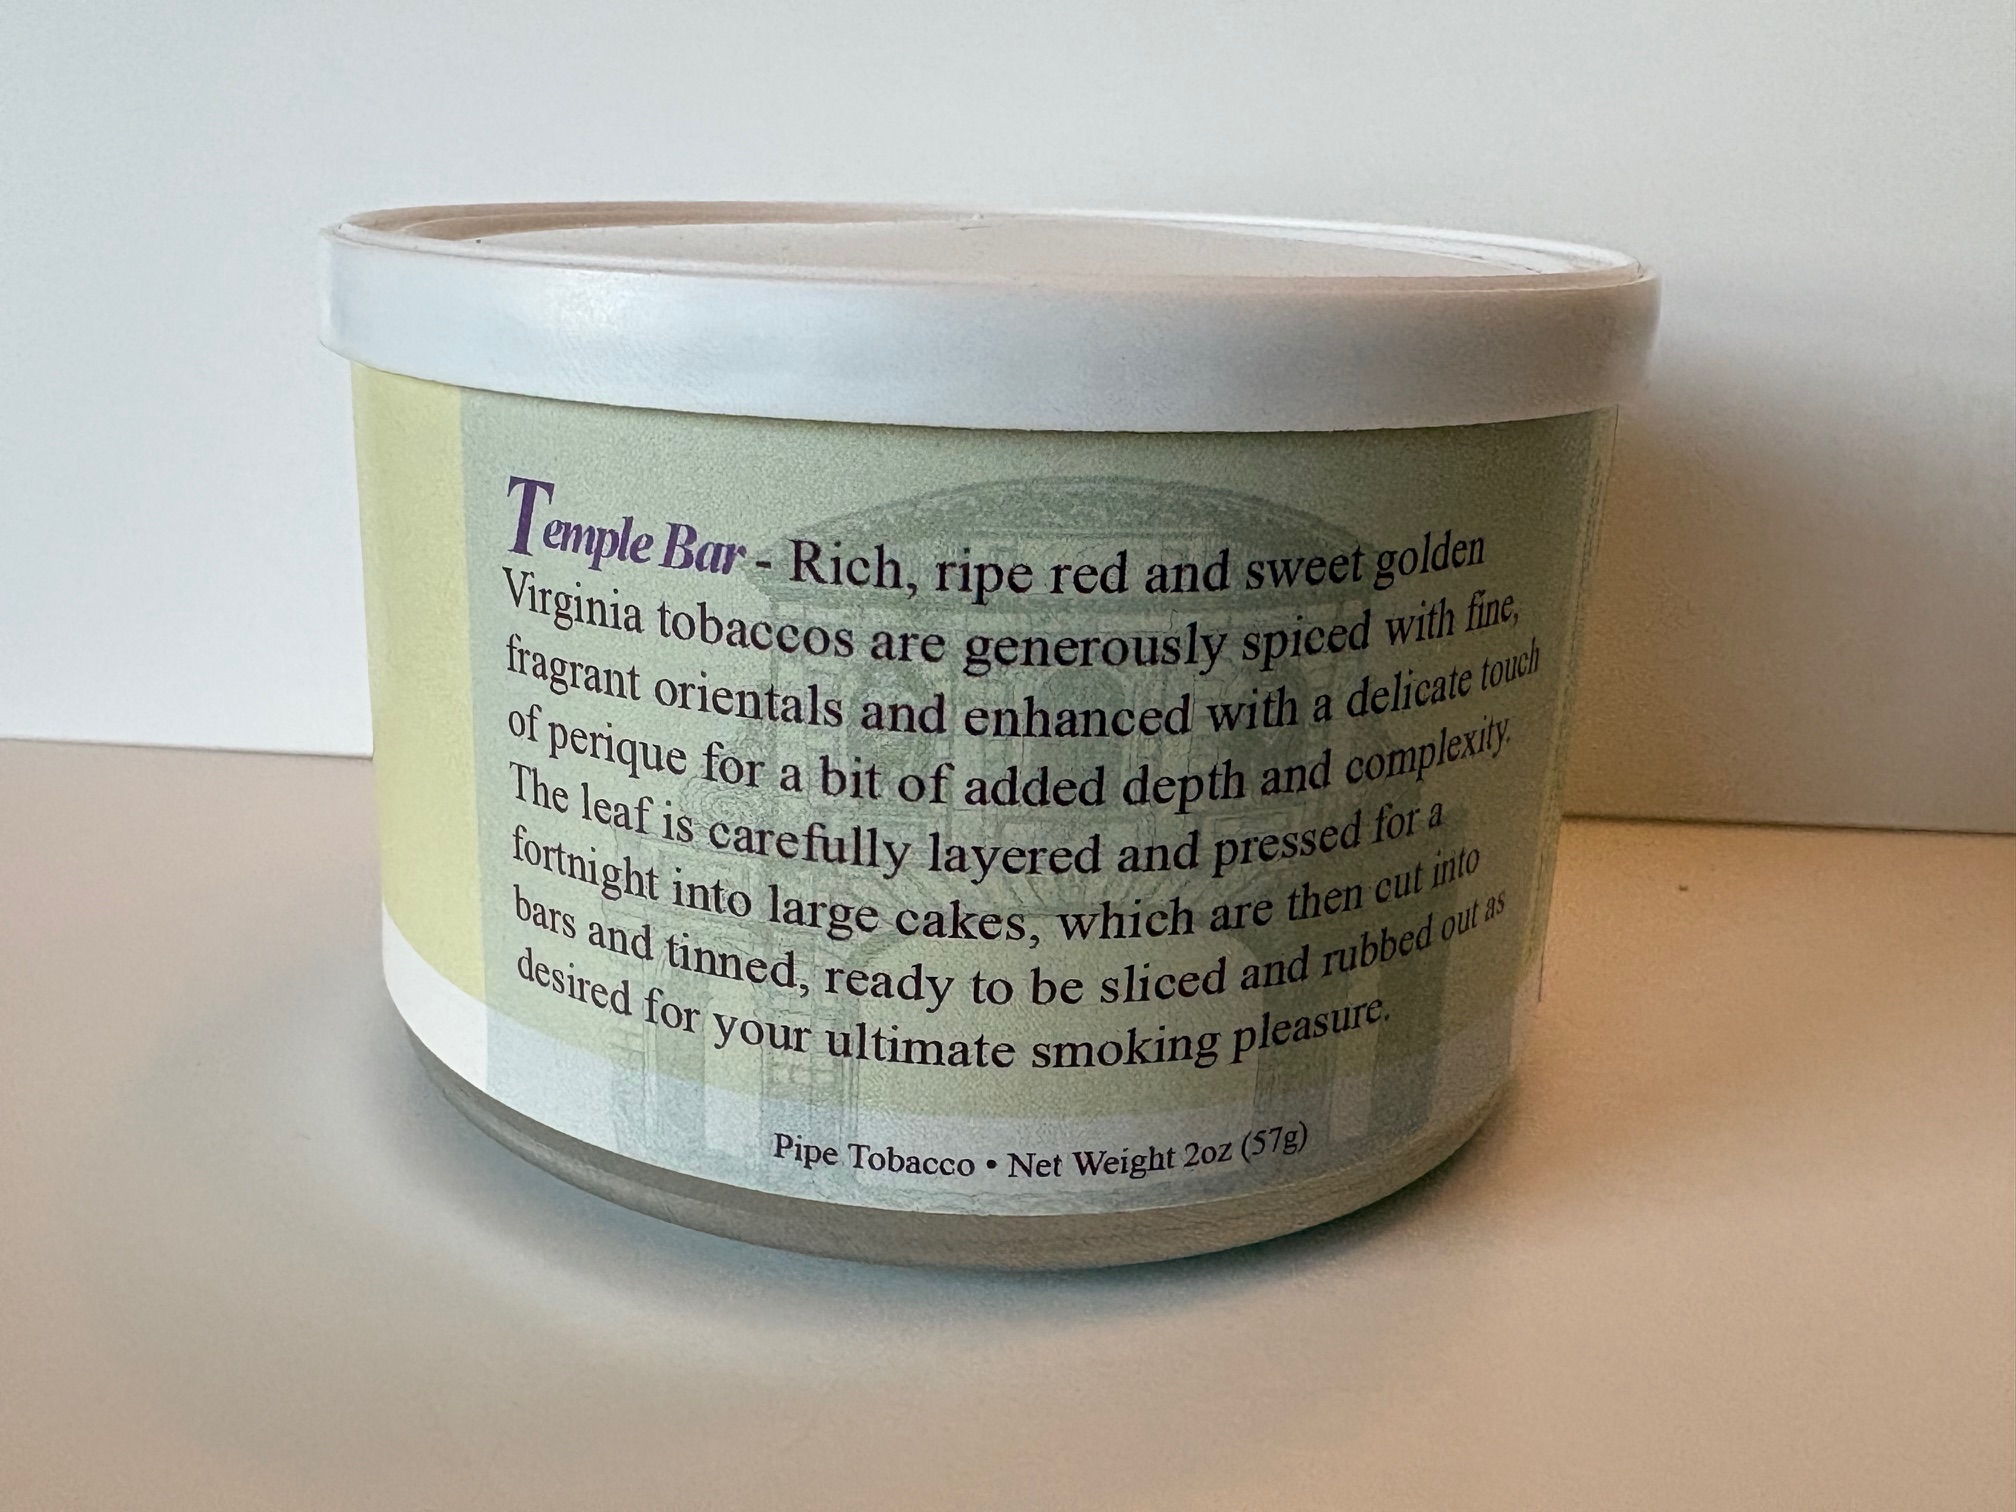 Temple Bar - Rich, ripe red and sweet golden
Virginia tobaccos are generously spiced with fine,
fragrant orientals and enhanced with a delicate touch
of perique for a bit of added depth and complexity.
The leaf is carefully layered and pressed for a
fortnight into large cakes, which are then cut into
bars and tinned, ready to be sliced and rubbed out as
desired for your ultimate smoking pleasure.
Pipe Tobacco • Net Weight 2oz (57g)